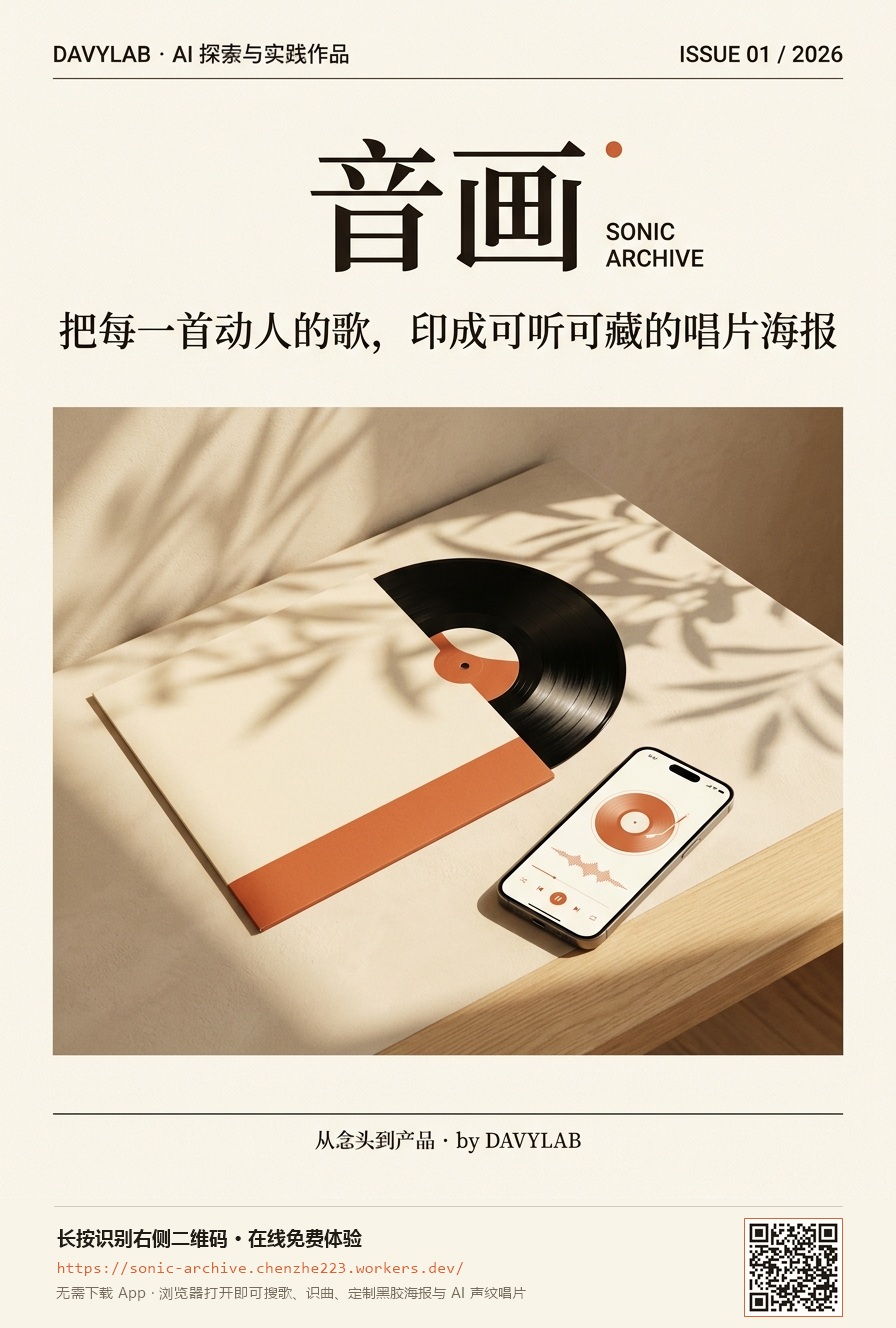 DAVYLAB · AI 探索与实践作品
ISSUE 01 / 2026
音画
SONIC
ARCHIVE
把每一首动人的歌，印成可听可藏的唱片海报
从念头到产品 · by DAVYLAB
长按识别右侧二维码 • 在线免费体验
https://sonic-archive.chenzhe223.workers.dev/
无需下载 App · 浏览器打开即可搜歌、识曲、定制黑胶海报与 AI 声纹唱片